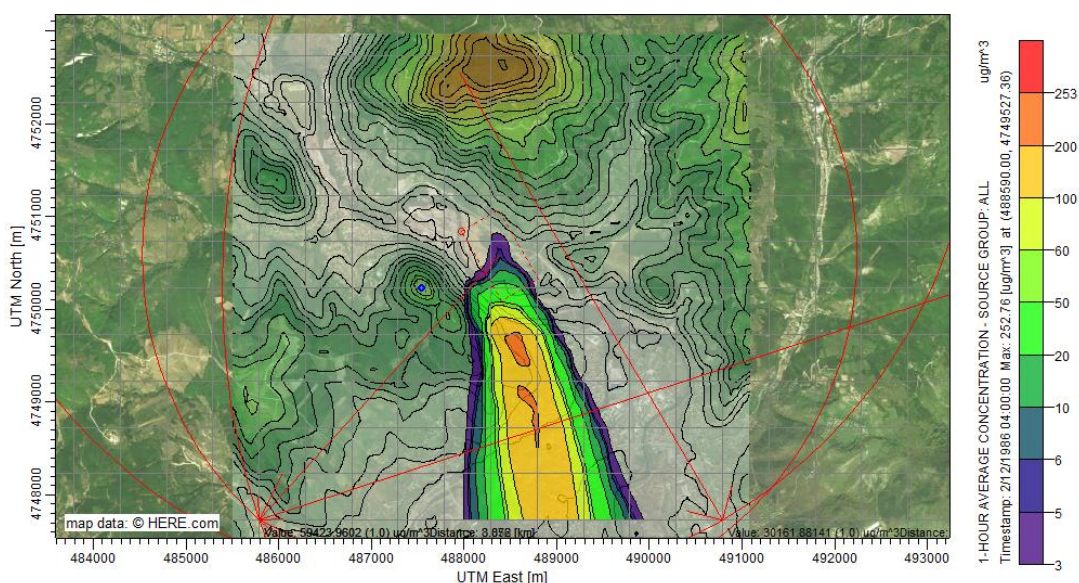 UTM North [m]
4752000
4751000
4750000
4749000
4748000
map data: © HERE.com
Value: 59423.9602 (1.0) ug/m^3Distance: 8.878 [km]
Value: 30161.88141 (1.0) ug/m^3Distance:
484000 485000 486000 487000 488000 489000 490000 491000 492000 493000
UTM East [m]
1-HOUR AVERAGE CONCENTRATION - SOURCE GROUP: ALL ug/m^3
Timestamp: 2/12/1986 04:00:00 Max: 252.76 [ug/m^3] at (488590.00, 4749527.36)
253
200
100
60
50
20
10
6
5
3